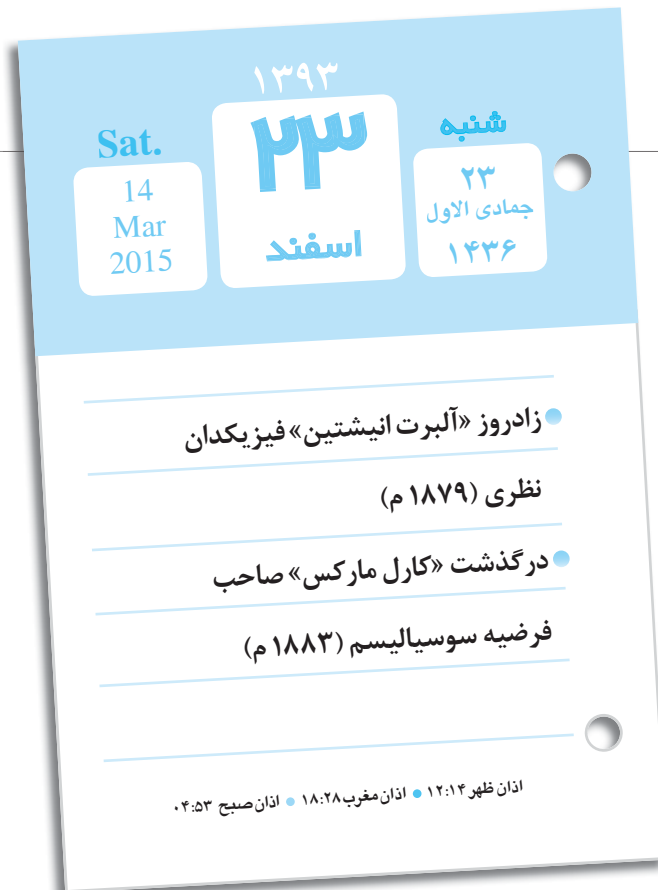 ۱۳۹۳
شنبه
۲۳
جمادی الاول
۱۴۳۶
۲۳
اسفند
Sat.
14
Mar
2015
زادروز «آلبرت انیشتین» فیزیکدان
نظری (۱۸۷۹ م)
درگذشت «کارل مارکس» صاحب
فرضیه سوسیالیسم (۱۸۸۳ م)
اذان ظهر ۱۲:۱۴ اذان مغرب ۱۸:۲۸ اذان صبح ۰۴:۵۳